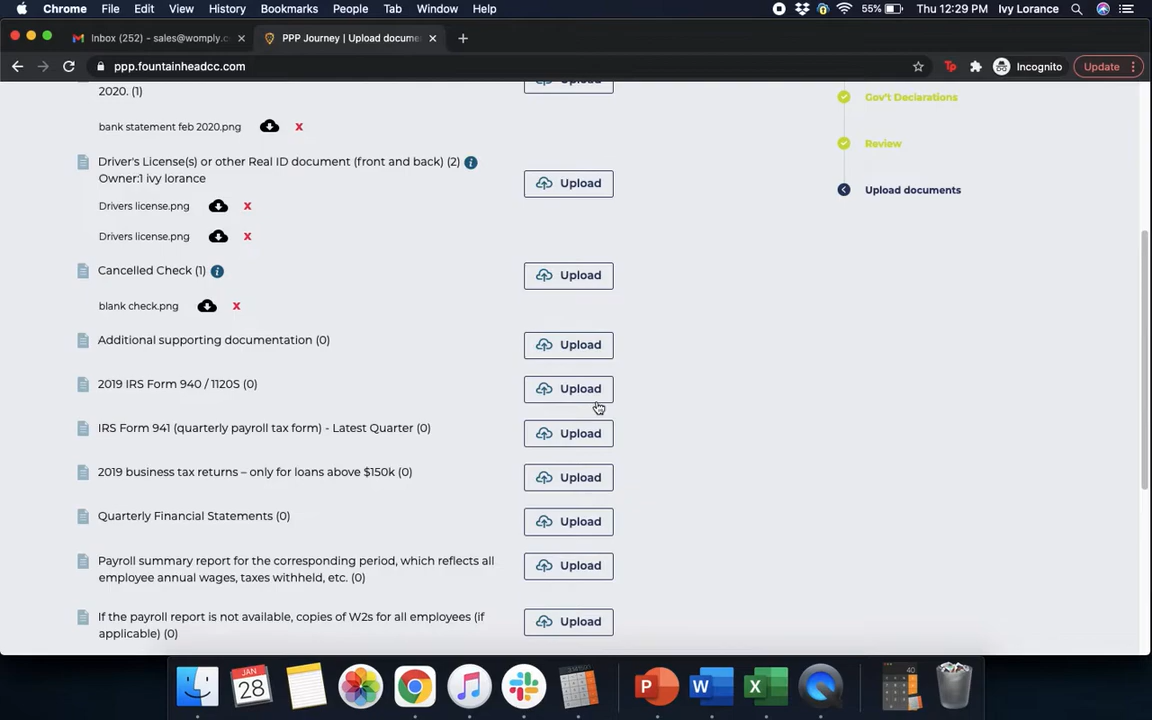 Chrome File Edit View History Bookmarks People Tab Window Help 55% Thu 12:29 PM Ivy Lorance
Inbox (252) - sales@womply.c × PPP Journey | Upload docume × +
ppp.fountainheadcc.com Incognito Update
2020. (1)
Gov't Declarations
bank statement feb 2020.png x
Review
Driver's License(s) or other Real ID document (front and back) (2) i
Owner:1 ivy lorance
Upload
Upload documents
Drivers license.png x
Drivers license.png x
Cancelled Check (1) i Upload
blank check.png x
Additional supporting documentation (0) Upload
2019 IRS Form 940 / 1120S (0) Upload
IRS Form 941 (quarterly payroll tax form) - Latest Quarter (0) Upload
2019 business tax returns – only for loans above $150k (0) Upload
Quarterly Financial Statements (0) Upload
Payroll summary report for the corresponding period, which reflects all
employee annual wages, taxes withheld, etc. (0)
Upload
If the payroll report is not available, copies of W2s for all employees (if
applicable) (0)
Upload
JAN
28
P W X